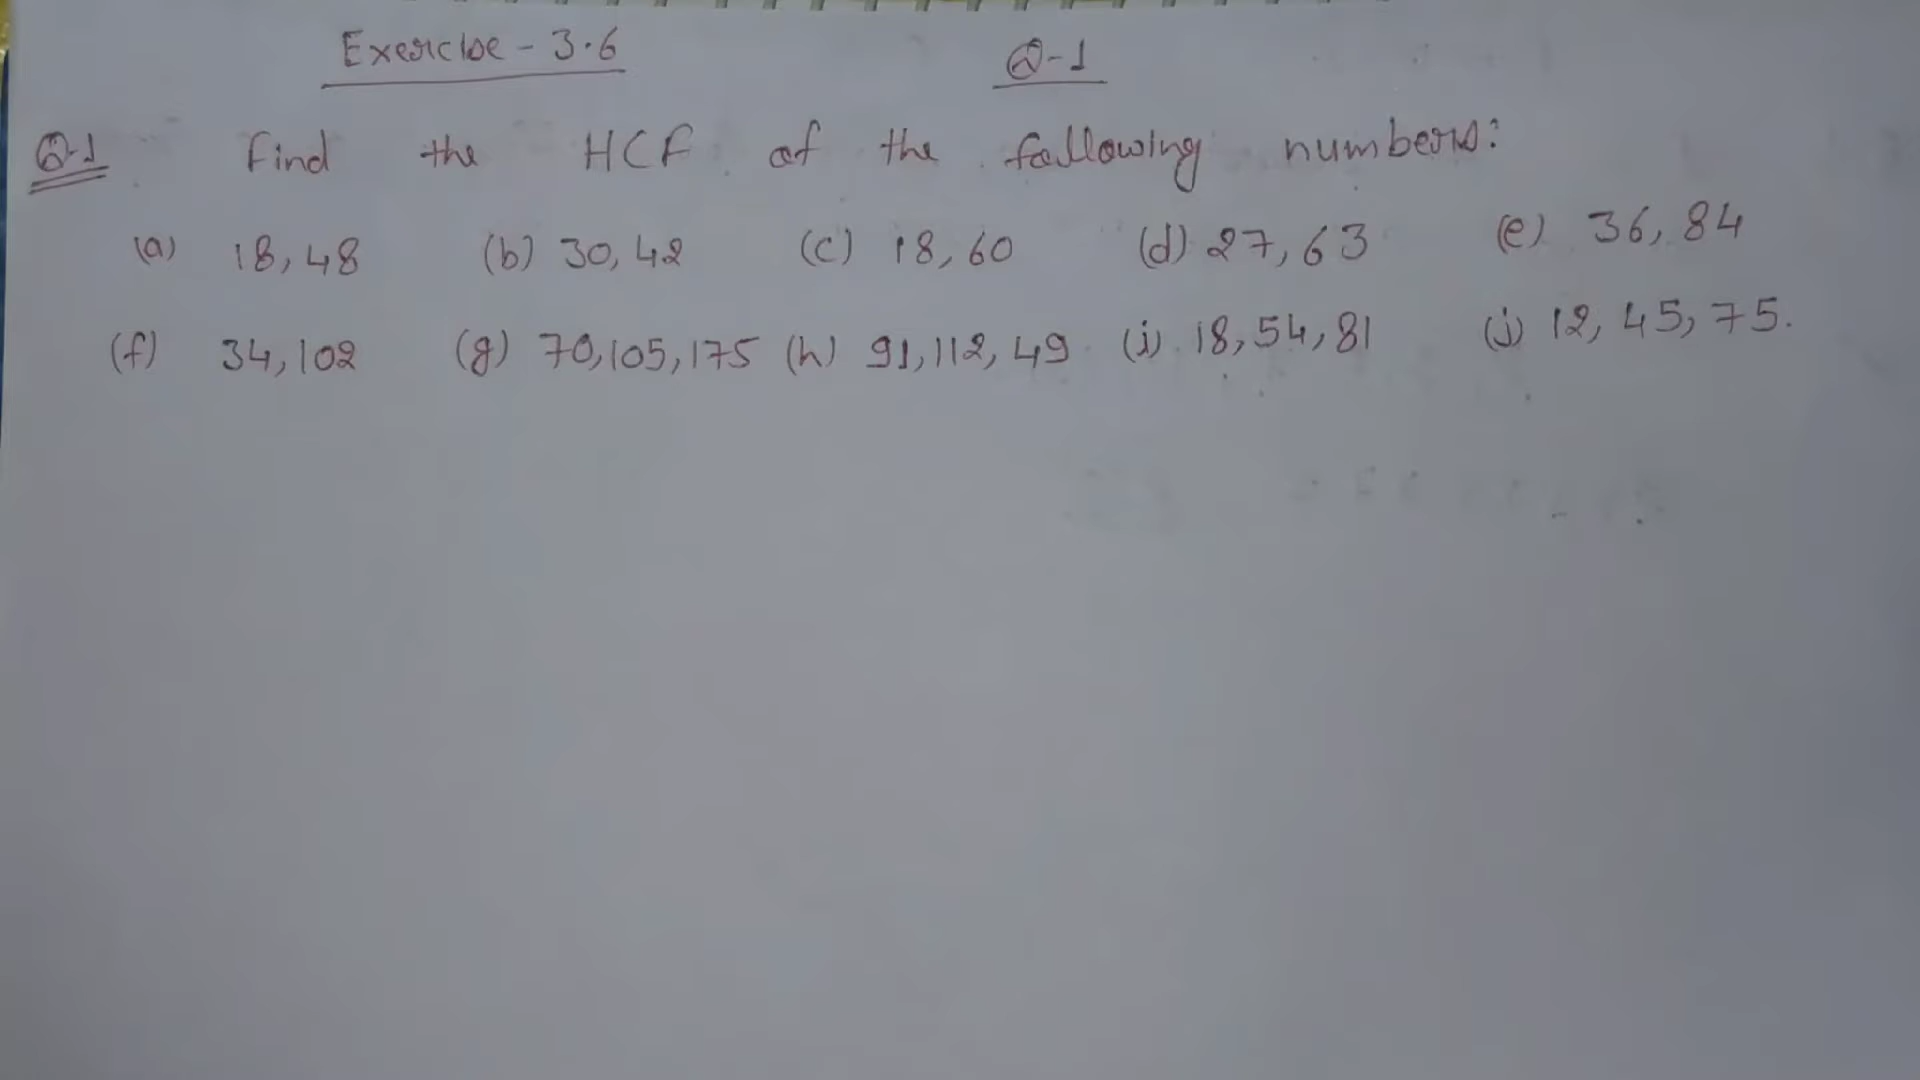 Exercise - 3.6 Q-1
Q-1 Find the HCF of the following numbers:
(a) 18, 48 (b) 30, 42 (c) 18, 60 (d) 27, 63 (e) 36, 84
(f) 34, 102 (g) 70, 105, 175 (h) 91, 112, 49 (i) 18, 54, 81 (j) 12, 45, 75.